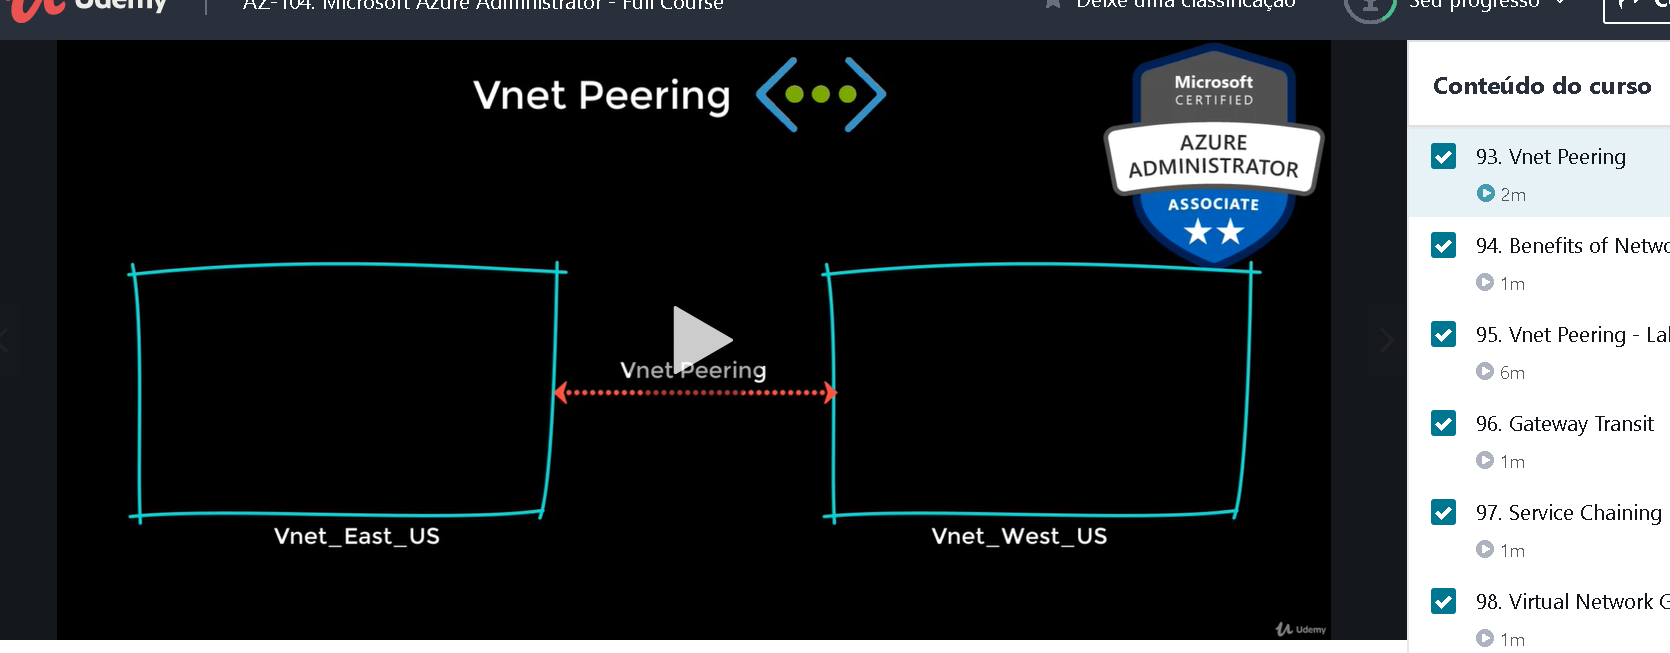 Udemy
AZ-104: Microsoft Azure Administrator - Full Course
Deixe uma classificação
Seu progresso
Vnet Peering
Microsoft
CERTIFIED
AZURE
ADMINISTRATOR
ASSOCIATE
Vnet Peering
Vnet_East_US
Vnet_West_US
Udemy
Conteúdo do curso
93. Vnet Peering
2m
94. Benefits of
1m
95. Vnet Peering -
6m
96. Gateway Transit
1m
97. Service Chaining
1m
98. Virtual Network
1m